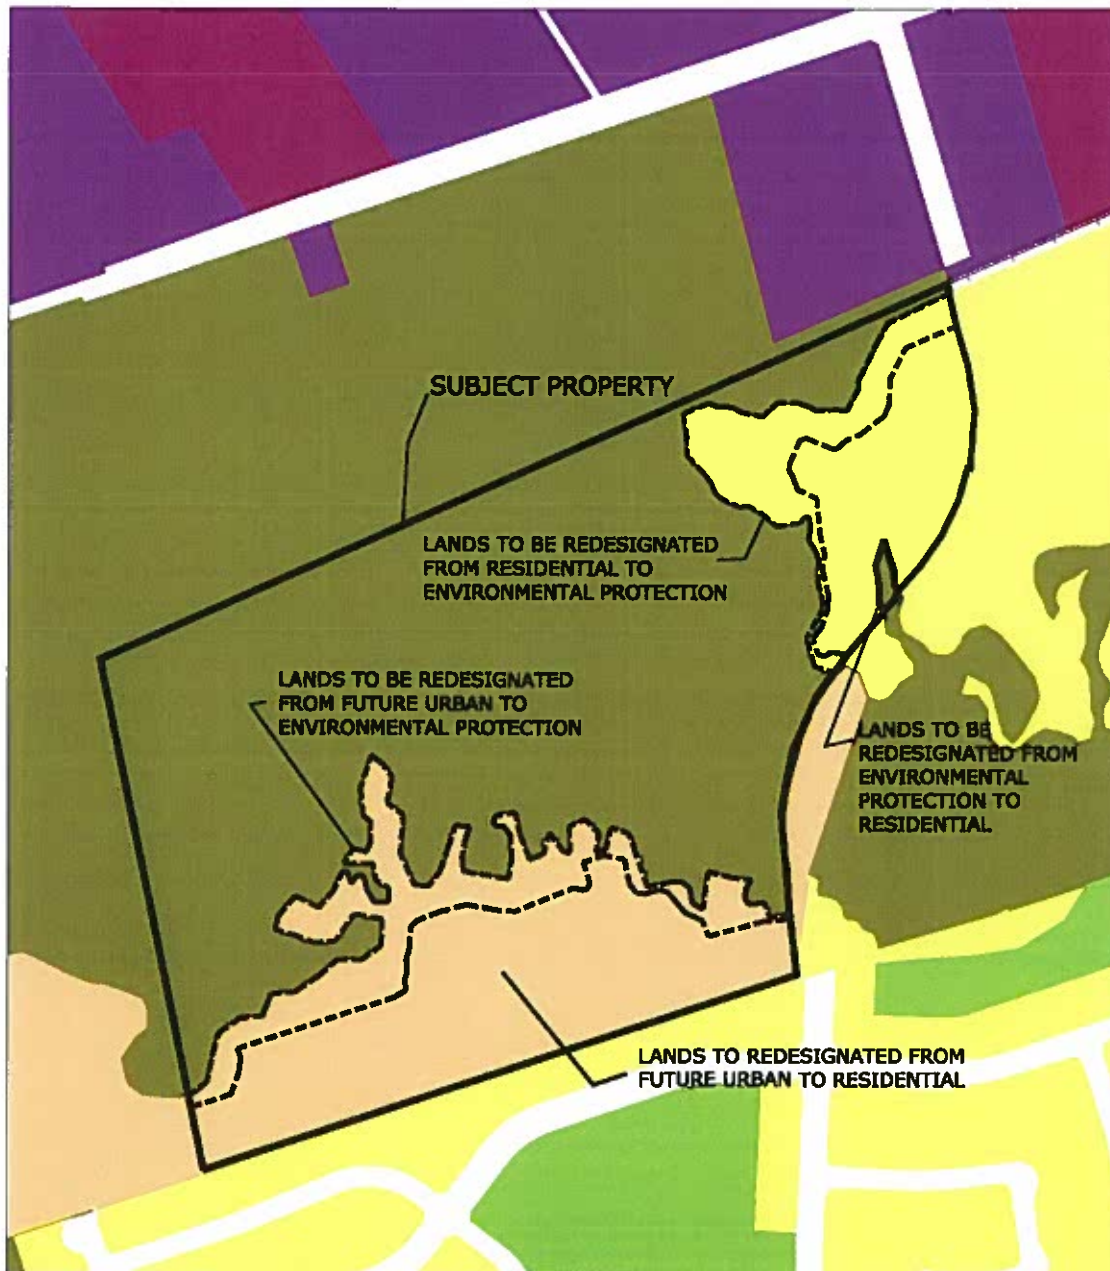 SUBJECT PROPERTY
LANDS TO BE REDESIGNATED
FROM RESIDENTIAL TO
ENVIRONMENTAL PROTECTION
LANDS TO BE REDESIGNATED
FROM FUTURE URBAN TO
ENVIRONMENTAL PROTECTION
LANDS TO BE
REDESIGNATED FROM
ENVIRONMENTAL
PROTECTION TO
RESIDENTIAL
LANDS TO REDESIGNATED FROM
FUTURE URBAN TO RESIDENTIAL